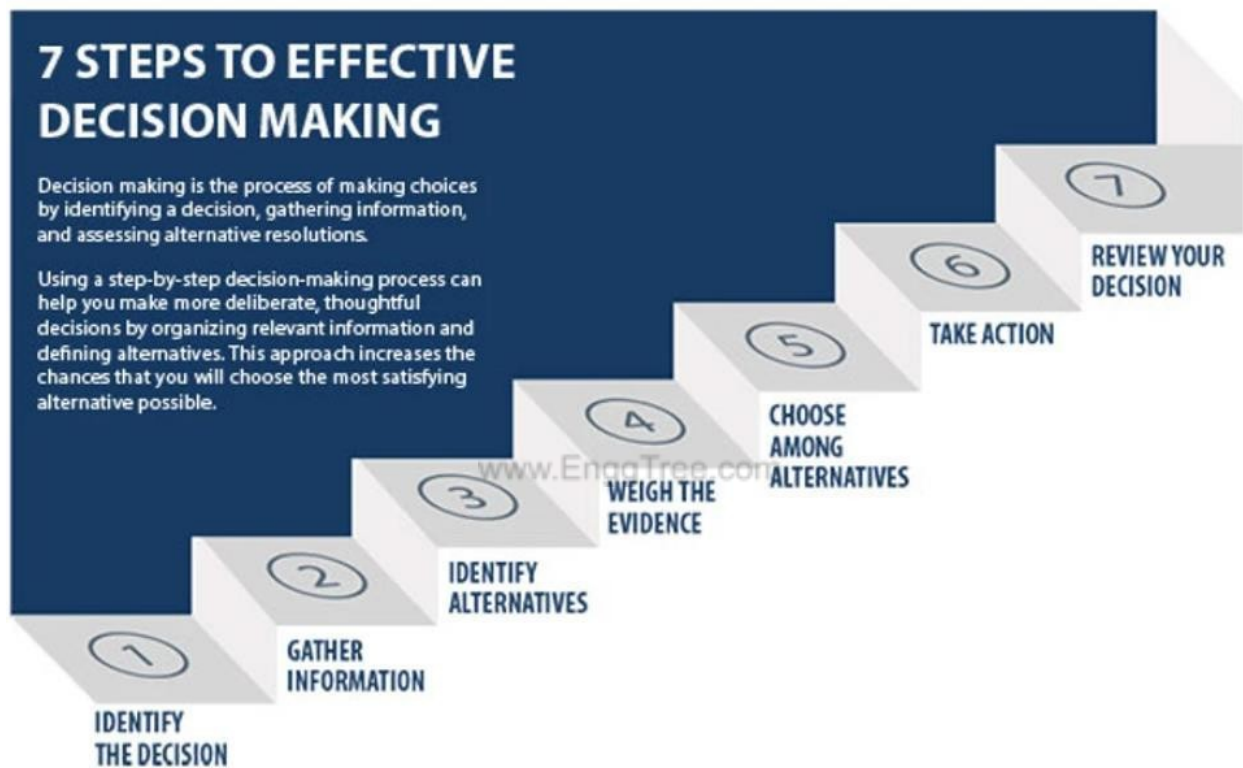 7 STEPS TO EFFECTIVE
DECISION MAKING
Decision making is the process of making choices
by identifying a decision, gathering information,
and assessing alternative resolutions.
Using a step-by-step decision-making process can
help you make more deliberate, thoughtful
decisions by organizing relevant information and
defining alternatives. This approach increases the
chances that you will choose the most satisfying
alternative possible.
1
IDENTIFY
THE DECISION
2
GATHER
INFORMATION
3
IDENTIFY
ALTERNATIVES
4
WEIGH THE
EVIDENCE
5
CHOOSE
AMONG
ALTERNATIVES
6
TAKE ACTION
7
REVIEW YOUR
DECISION
www.EnggTree.com